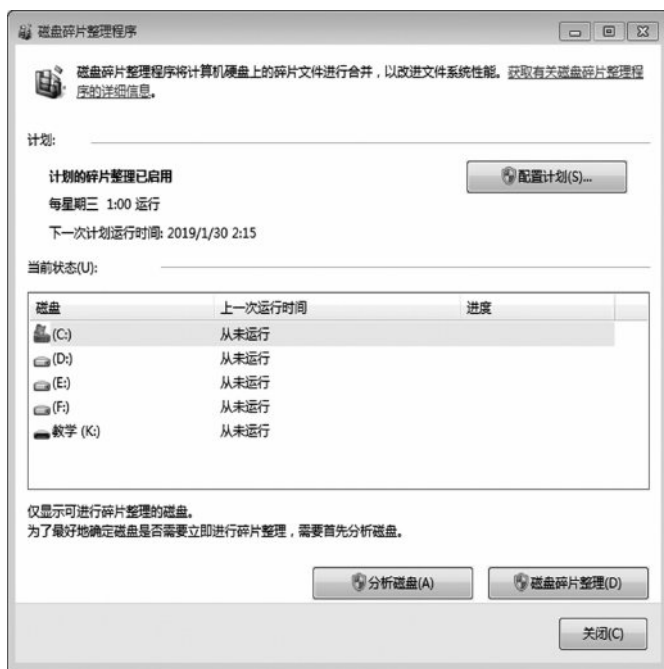 磁盘碎片整理程序
磁盘碎片整理程序将计算机硬盘上的碎片文件进行合并，以改进文件系统性能。获取有关磁盘碎片整理程
序的详细信息。
计划:
计划的碎片整理已启用
配置计划(S)...
每星期三 1:00 运行
下一次计划运行时间: 2019/1/30 2:15
当前状态(U):
磁盘 上一次运行时间 进度
(C:) 从未运行
(D:) 从未运行
(E:) 从未运行
(F:) 从未运行
教学 (K:) 从未运行
仅显示可进行碎片整理的磁盘。
为了最好地确定磁盘是否需要立即进行碎片整理，需要首先分析磁盘。
分析磁盘(A) 磁盘碎片整理(D)
关闭(C)